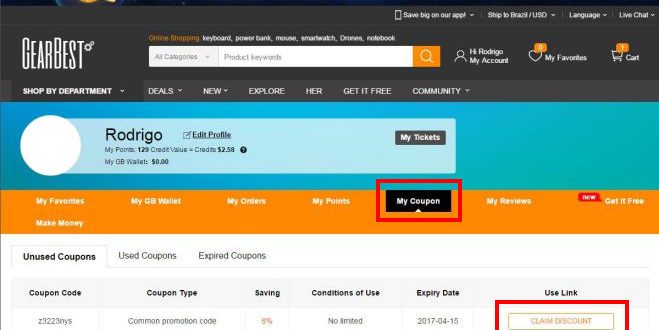 Save big on our app! Ship to Brazil / USD Language Live Chat
GEARBEST
Online Shopping: keyboard, power bank, mouse, smartwatch, Drones, notebook
All Categories Product keywords
Hi Rodrigo
My Account
0
My Favorites
1
Cart
SHOP BY DEPARTMENT DEALS NEW EXPLORE HER GET IT FREE COMMUNITY
Rodrigo Edit Profile
My Points: 129 Credit Value = Credits $2.58 ?
My GB Wallet: $0.00
My Tickets
My Favorites My GB Wallet My Orders My Points My Coupon My Reviews new Get It Free
Make Money
Unused Coupons Used Coupons Expired Coupons
Coupon Code Coupon Type Saving Conditions of Use Expiry Date Use Link
z3223nys Common promotion code 8% No limited 2017-04-15 CLAIM DISCOUNT